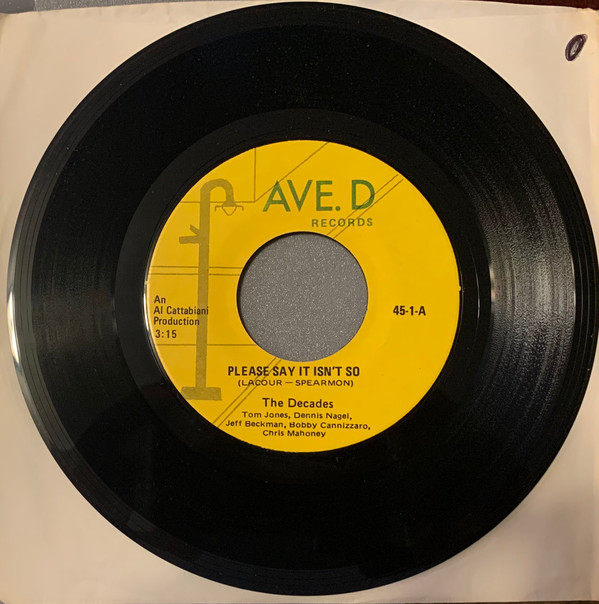 AVE. D
RECORDS
An
Al Cattabiani
Production
3:15
45-1-A
PLEASE SAY IT ISN'T SO
(LACOUR — SPEARMON)
The Decades
Tom Jones, Dennis Nagel,
Jeff Beckman, Bobby Cannizzaro,
Chris Mahoney